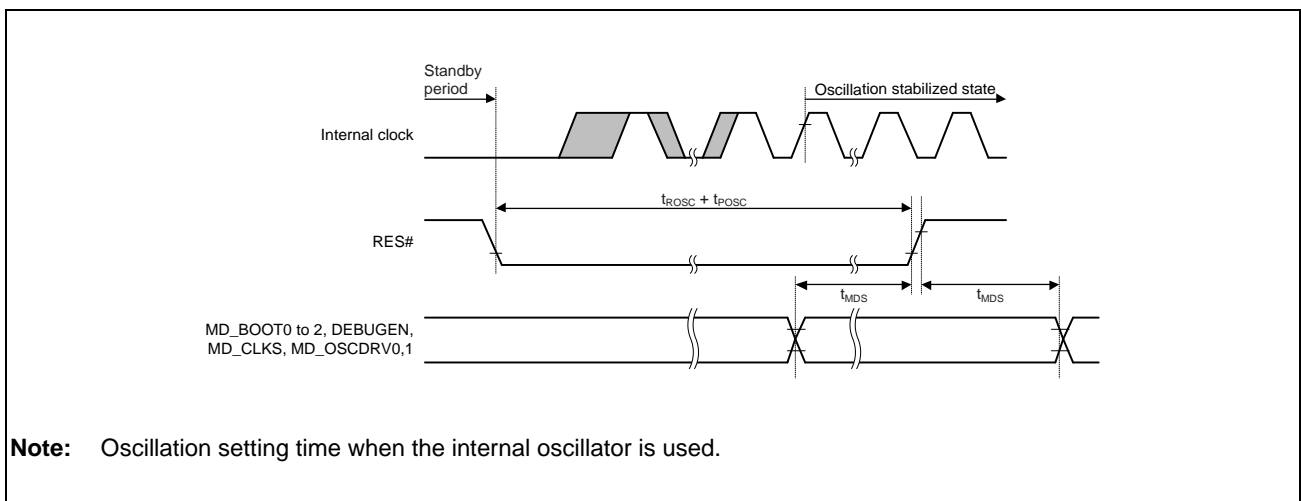 Standby
period
Oscillation stabilized state
Internal clock
tROSC + tPOSC
RES#
tMDS
tMDS
MD_BOOT0 to 2, DEBUGEN,
MD_CLKS, MD_OSCDRV0,1
Note: Oscillation setting time when the internal oscillator is used.